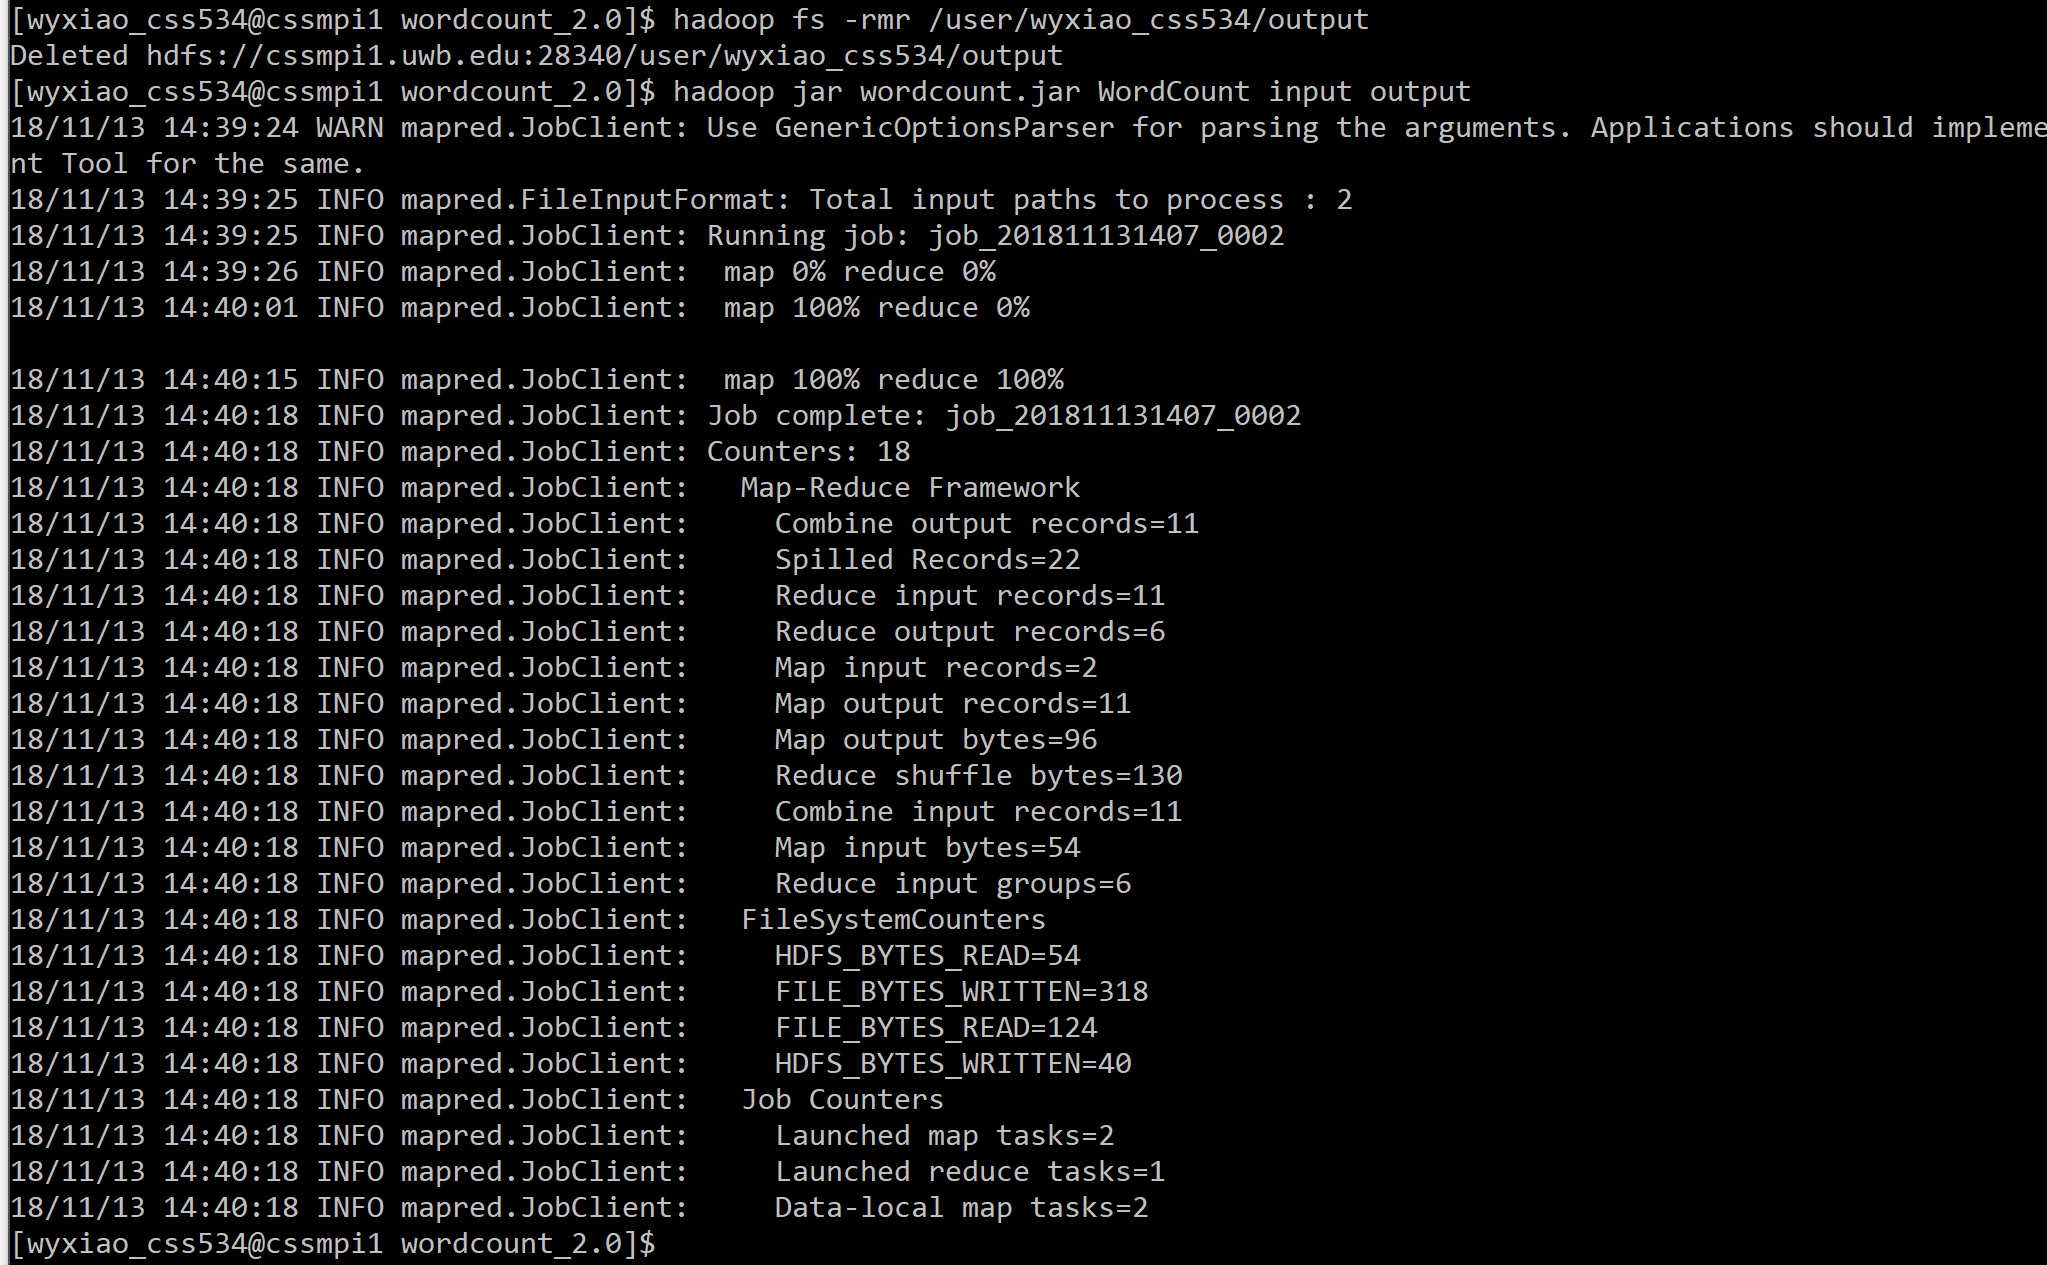 [wyxiao_css534@cssmpi1 wordcount_2.0]$ hadoop fs -rmr /user/wyxiao_css534/output
Deleted hdfs://cssmpi1.uwb.edu:28340/user/wyxiao_css534/output
[wyxiao_css534@cssmpi1 wordcount_2.0]$ hadoop jar wordcount.jar WordCount input output
18/11/13 14:39:24 WARN mapred.JobClient: Use GenericOptionsParser for parsing the arguments. Applications should impleme
nt Tool for the same.
18/11/13 14:39:25 INFO mapred.FileInputFormat: Total input paths to process : 2
18/11/13 14:39:25 INFO mapred.JobClient: Running job: job_201811131407_0002
18/11/13 14:39:26 INFO mapred.JobClient:  map 0% reduce 0%
18/11/13 14:40:01 INFO mapred.JobClient:  map 100% reduce 0%
18/11/13 14:40:15 INFO mapred.JobClient:  map 100% reduce 100%
18/11/13 14:40:18 INFO mapred.JobClient: Job complete: job_201811131407_0002
18/11/13 14:40:18 INFO mapred.JobClient: Counters: 18
18/11/13 14:40:18 INFO mapred.JobClient:   Map-Reduce Framework
18/11/13 14:40:18 INFO mapred.JobClient:     Combine output records=11
18/11/13 14:40:18 INFO mapred.JobClient:     Spilled Records=22
18/11/13 14:40:18 INFO mapred.JobClient:     Reduce input records=11
18/11/13 14:40:18 INFO mapred.JobClient:     Reduce output records=6
18/11/13 14:40:18 INFO mapred.JobClient:     Map input records=2
18/11/13 14:40:18 INFO mapred.JobClient:     Map output records=11
18/11/13 14:40:18 INFO mapred.JobClient:     Map output bytes=96
18/11/13 14:40:18 INFO mapred.JobClient:     Reduce shuffle bytes=130
18/11/13 14:40:18 INFO mapred.JobClient:     Combine input records=11
18/11/13 14:40:18 INFO mapred.JobClient:     Map input bytes=54
18/11/13 14:40:18 INFO mapred.JobClient:     Reduce input groups=6
18/11/13 14:40:18 INFO mapred.JobClient:   FileSystemCounters
18/11/13 14:40:18 INFO mapred.JobClient:     HDFS_BYTES_READ=54
18/11/13 14:40:18 INFO mapred.JobClient:     FILE_BYTES_WRITTEN=318
18/11/13 14:40:18 INFO mapred.JobClient:     FILE_BYTES_READ=124
18/11/13 14:40:18 INFO mapred.JobClient:     HDFS_BYTES_WRITTEN=40
18/11/13 14:40:18 INFO mapred.JobClient:   Job Counters
18/11/13 14:40:18 INFO mapred.JobClient:     Launched map tasks=2
18/11/13 14:40:18 INFO mapred.JobClient:     Launched reduce tasks=1
18/11/13 14:40:18 INFO mapred.JobClient:     Data-local map tasks=2
[wyxiao_css534@cssmpi1 wordcount_2.0]$